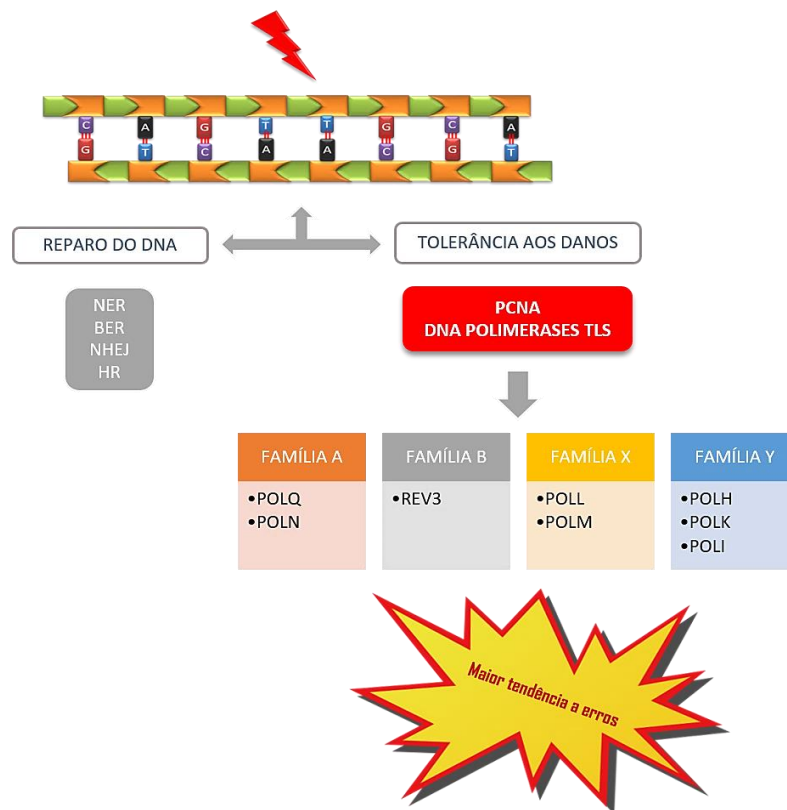 C A G T T G C A
G T C A A C G T
REPARO DO DNA
TOLERÂNCIA AOS DANOS
NER
BER
NHEJ
HR
PCNA
DNA POLIMERASES TLS
FAMÍLIA A
•POLQ
•POLN
FAMÍLIA B
•REV3
FAMÍLIA X
•POLL
•POLM
FAMÍLIA Y
•POLH
•POLK
•POLI
Maior tendência a erros